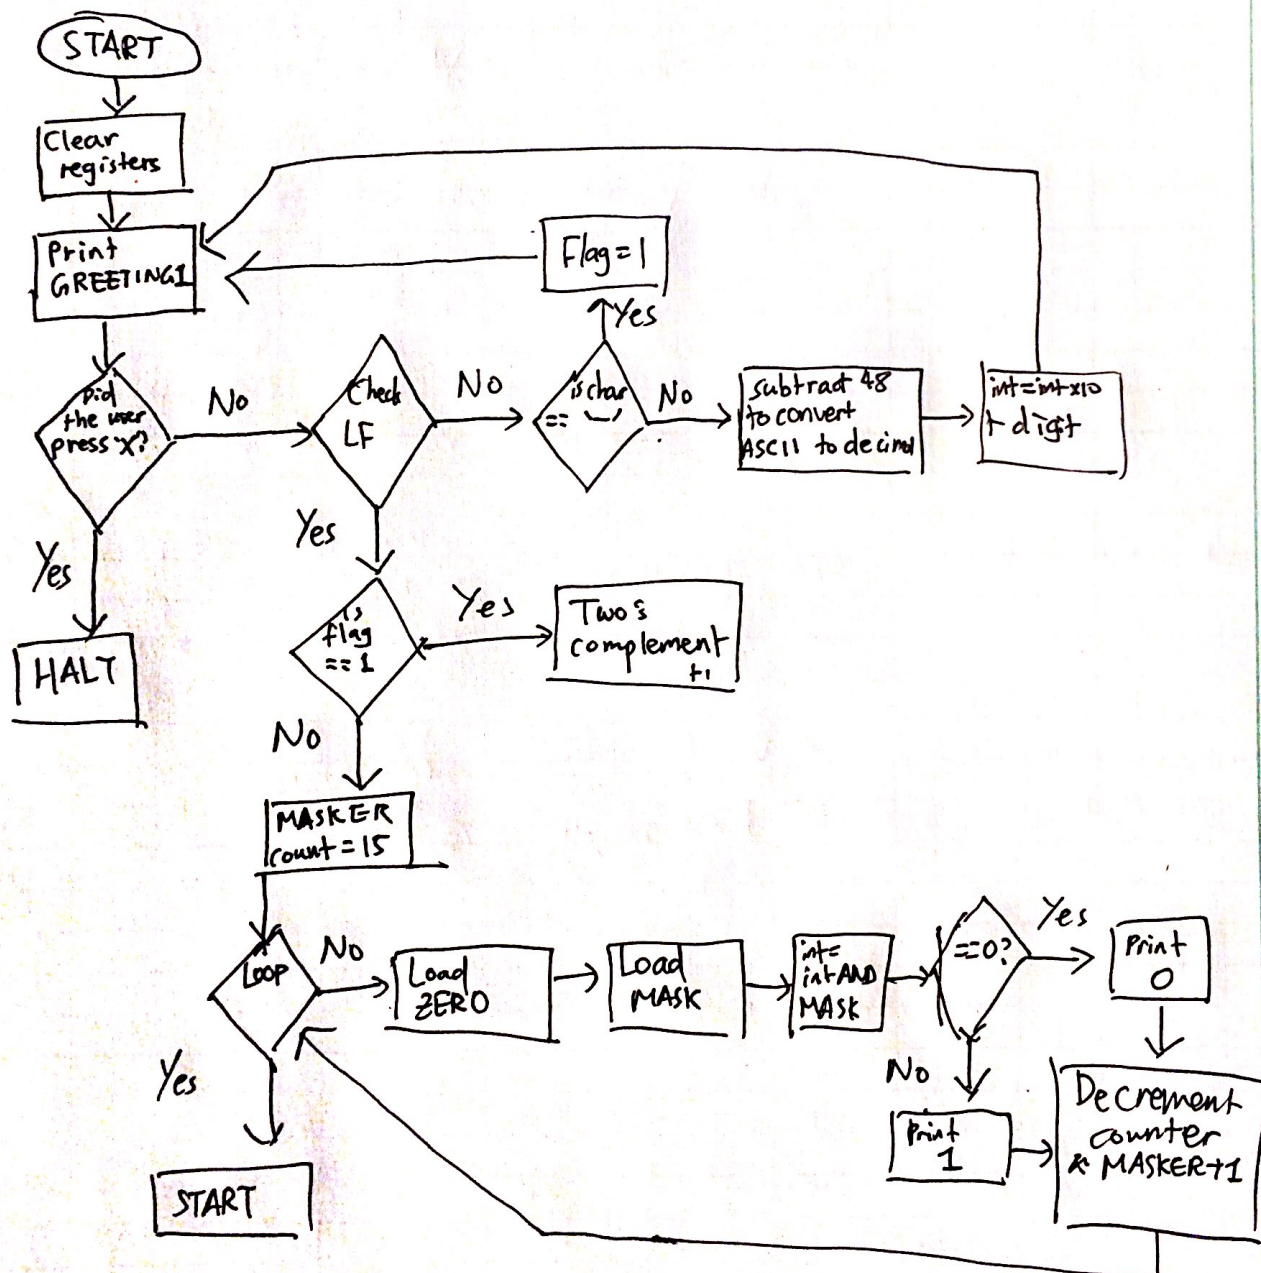 START
Clear
registers
Print
GREETING1
Flag = 1
Yes
Did
the user
press 'X'?
No
Check
LF
No
is char
== '-'
No
subtract 48
to convert
ASCII to decimal
int=int x10
+ digit
Yes
HALT
Yes
is
flag
== 1
Yes
Two's
complement
+1
No
MASKER
count = 15
LOOP
No
Load
ZERO
Load
MASK
int=
int AND
MASK
==0?
Yes
Print
0
No
Print
1
Decrement
counter
& MASKER+1
Yes
START